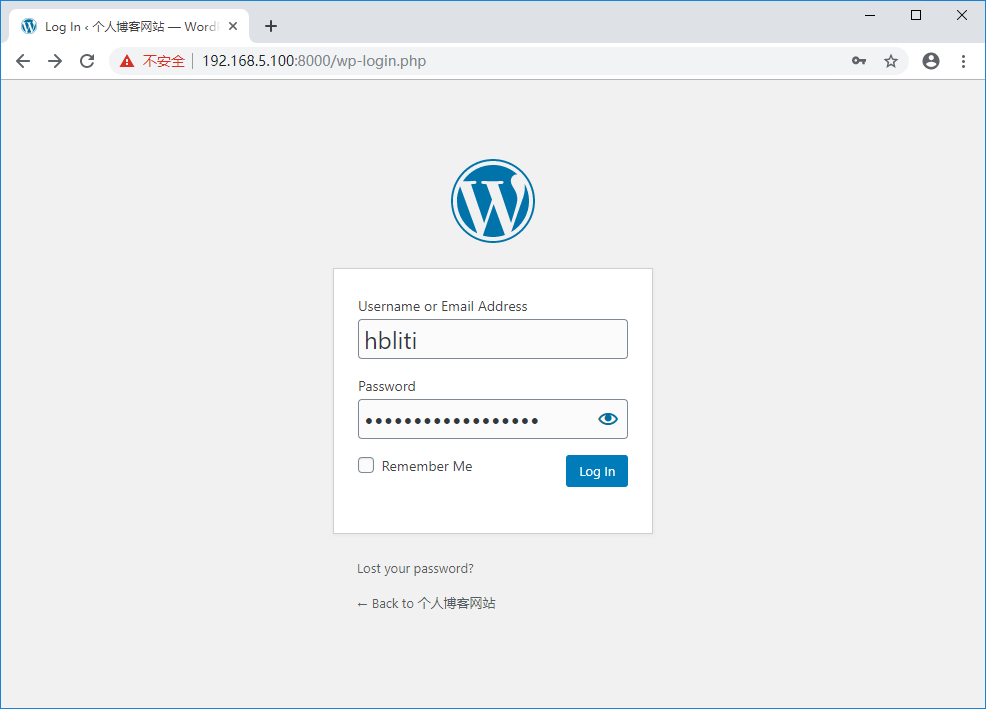 Log In ‹ 个人博客网站 — Word
不安全 192.168.5.100:8000/wp-login.php
Username or Email Address
hbliti
Password
•••••••••••••••••
Remember Me
Log In
Lost your password?
← Back to 个人博客网站